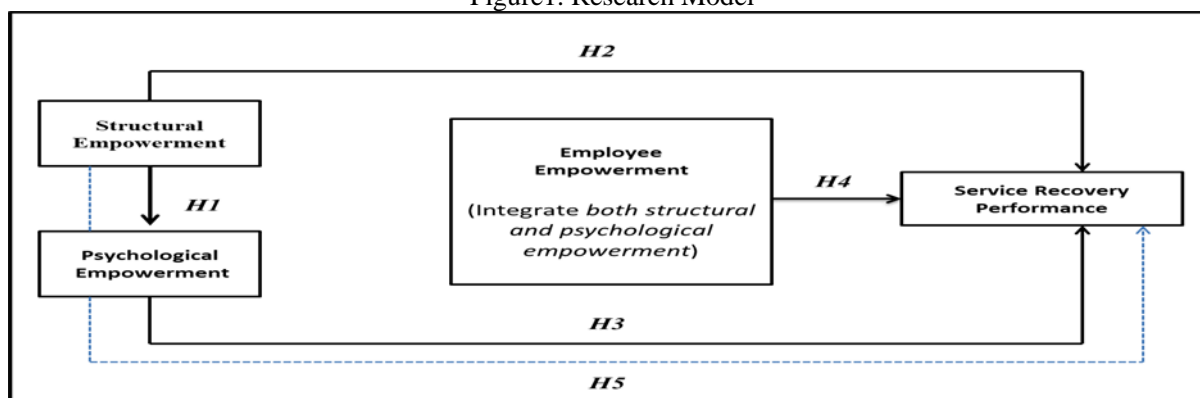 Figure1. Research Model
H2
Structural
Empowerment
H1
Psychological
Empowerment
Employee
Empowerment
(Integrate both structural
and psychological
empowerment)
H4
Service Recovery
Performance
H3
H5